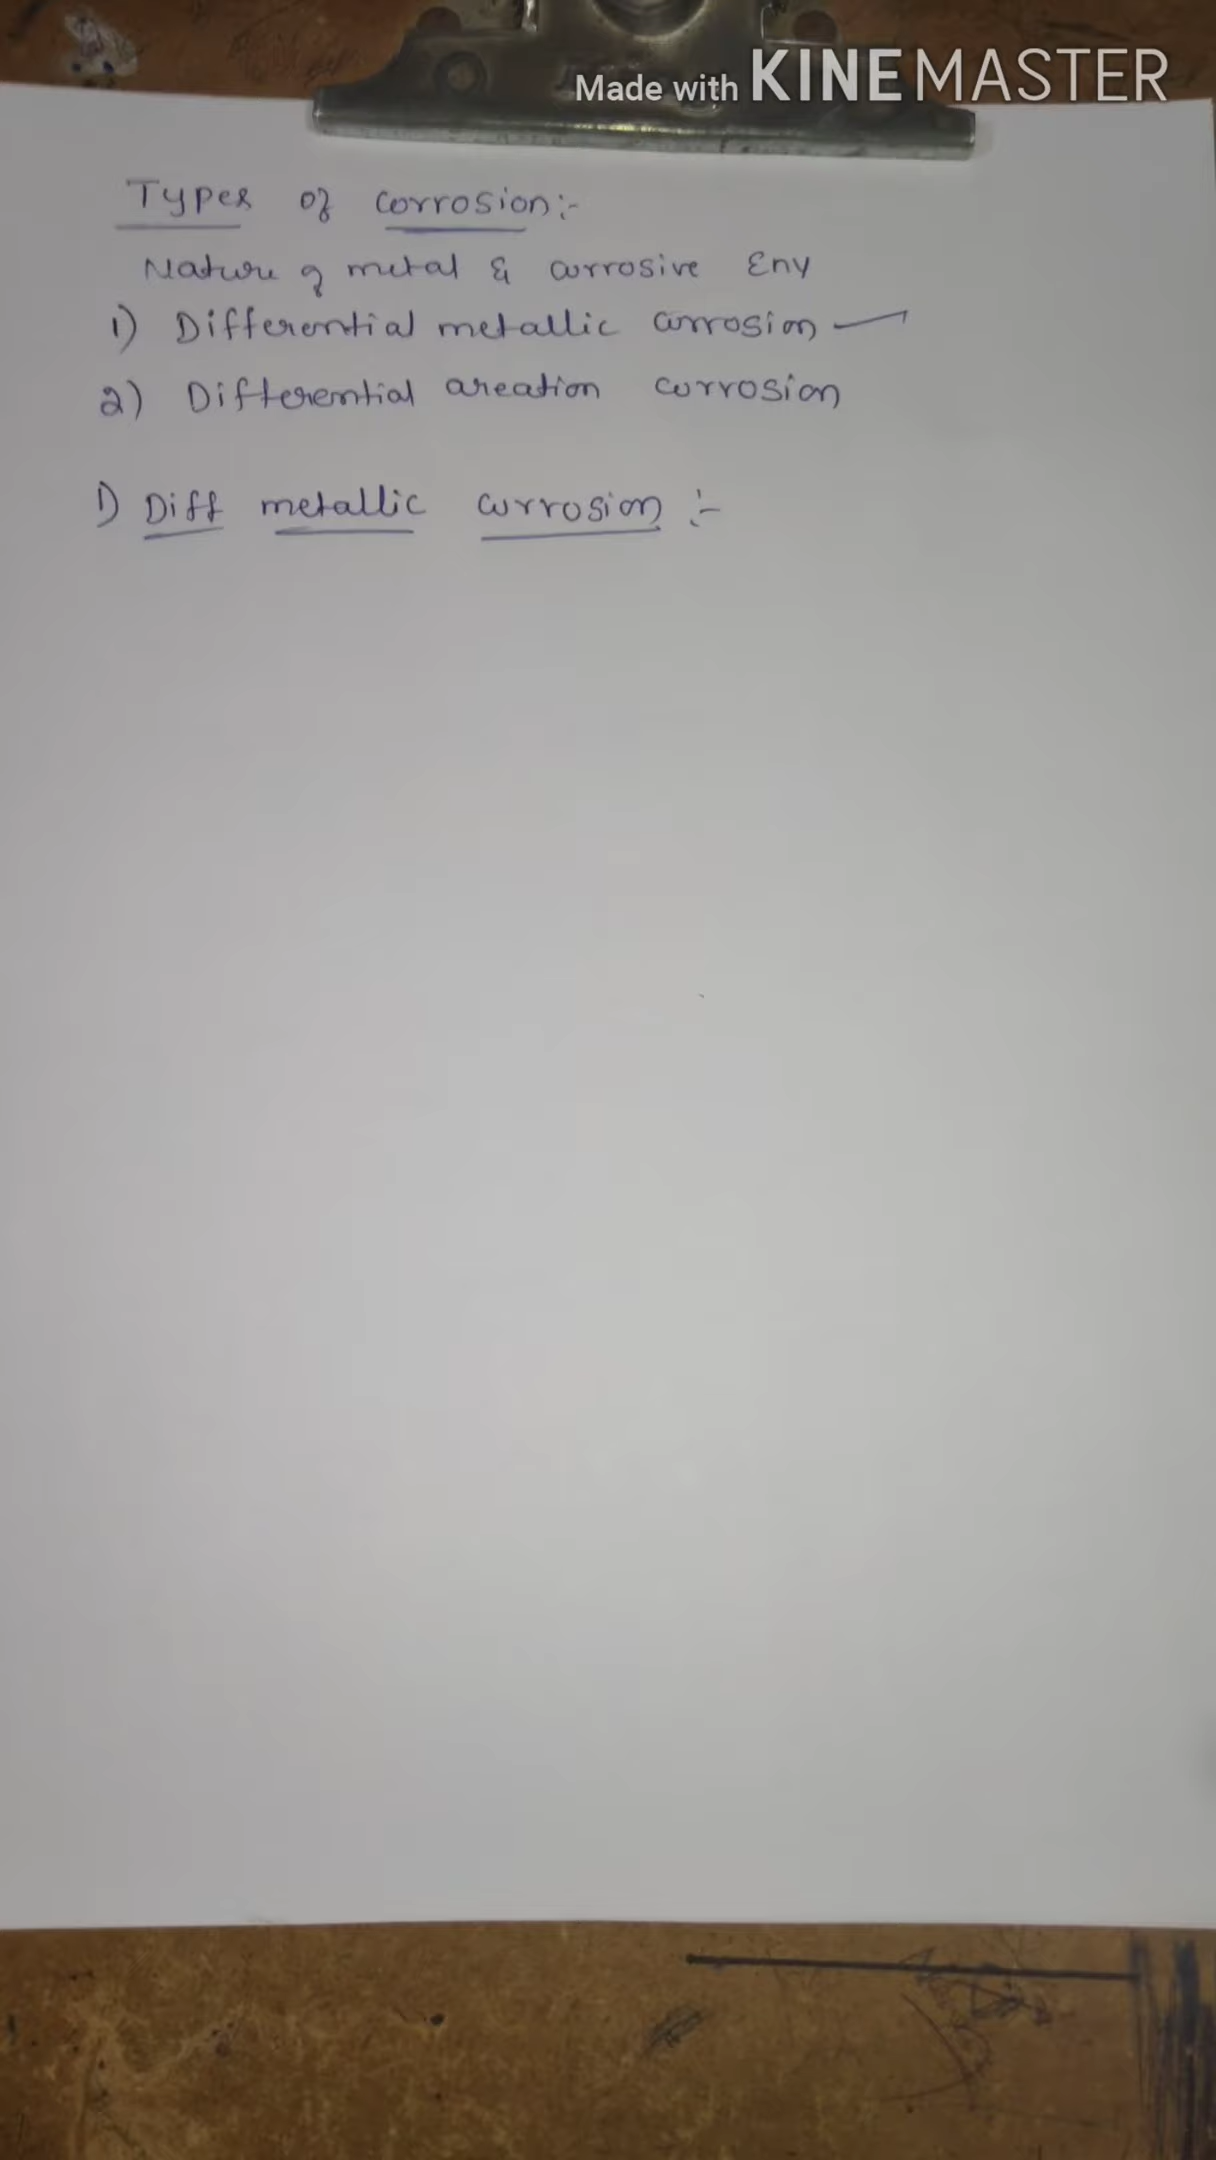 Made with KINEMASTER
Types of corrosion:-
Nature of metal & corrosive Env
1) Differential metallic corrosion
2) Differential areation corrosion
1) Diff metallic corrosion :-